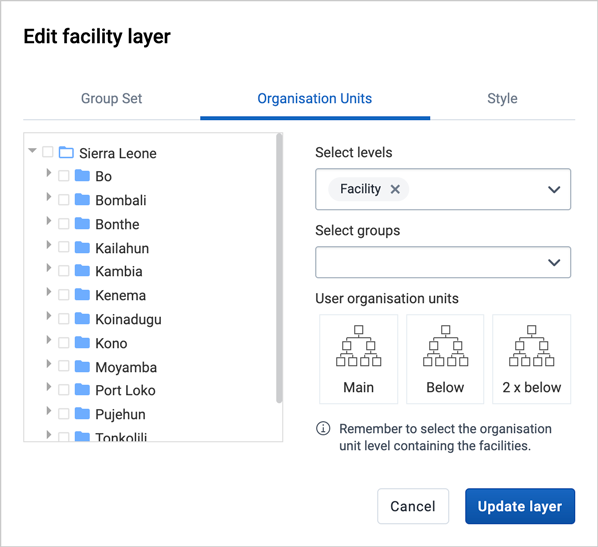 Edit facility layer
Group Set
Organisation Units
Style
Sierra Leone
Bo
Bombali
Bonthe
Kailahun
Kambia
Kenema
Koinadugu
Kono
Moyamba
Port Loko
Pujehun
Tonkolili
Select levels
Facility
Select groups
User organisation units
Main
Below
2 x below
Remember to select the organisation
unit level containing the facilities.
Cancel
Update layer